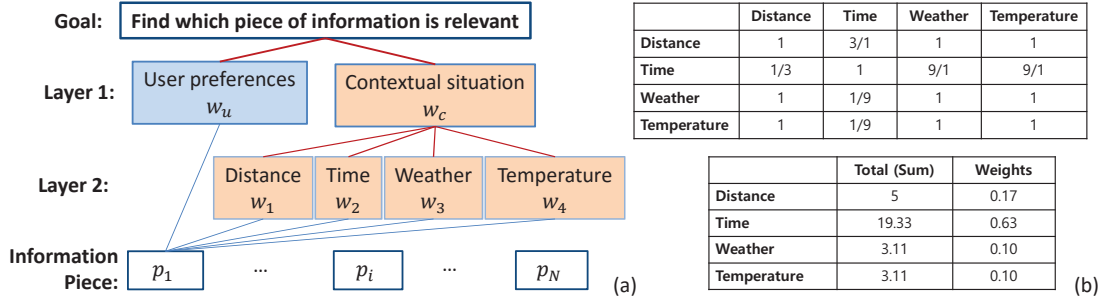 Goal: Find which piece of information is relevant
Layer 1: User preferences Contextual situation
w_u w_c
Layer 2: Distance Time Weather Temperature
w_1 w_2 w_3 w_4
Information Piece: p_1 ... p_i ... p_N (a)
Distance Time Weather Temperature
Distance 1 3/1 1 1
Time 1/3 1 9/1 9/1
Weather 1 1/9 1 1
Temperature 1 1/9 1 1
Total (Sum) Weights
Distance 5 0.17
Time 19.33 0.63
Weather 3.11 0.10
Temperature 3.11 0.10
(b)